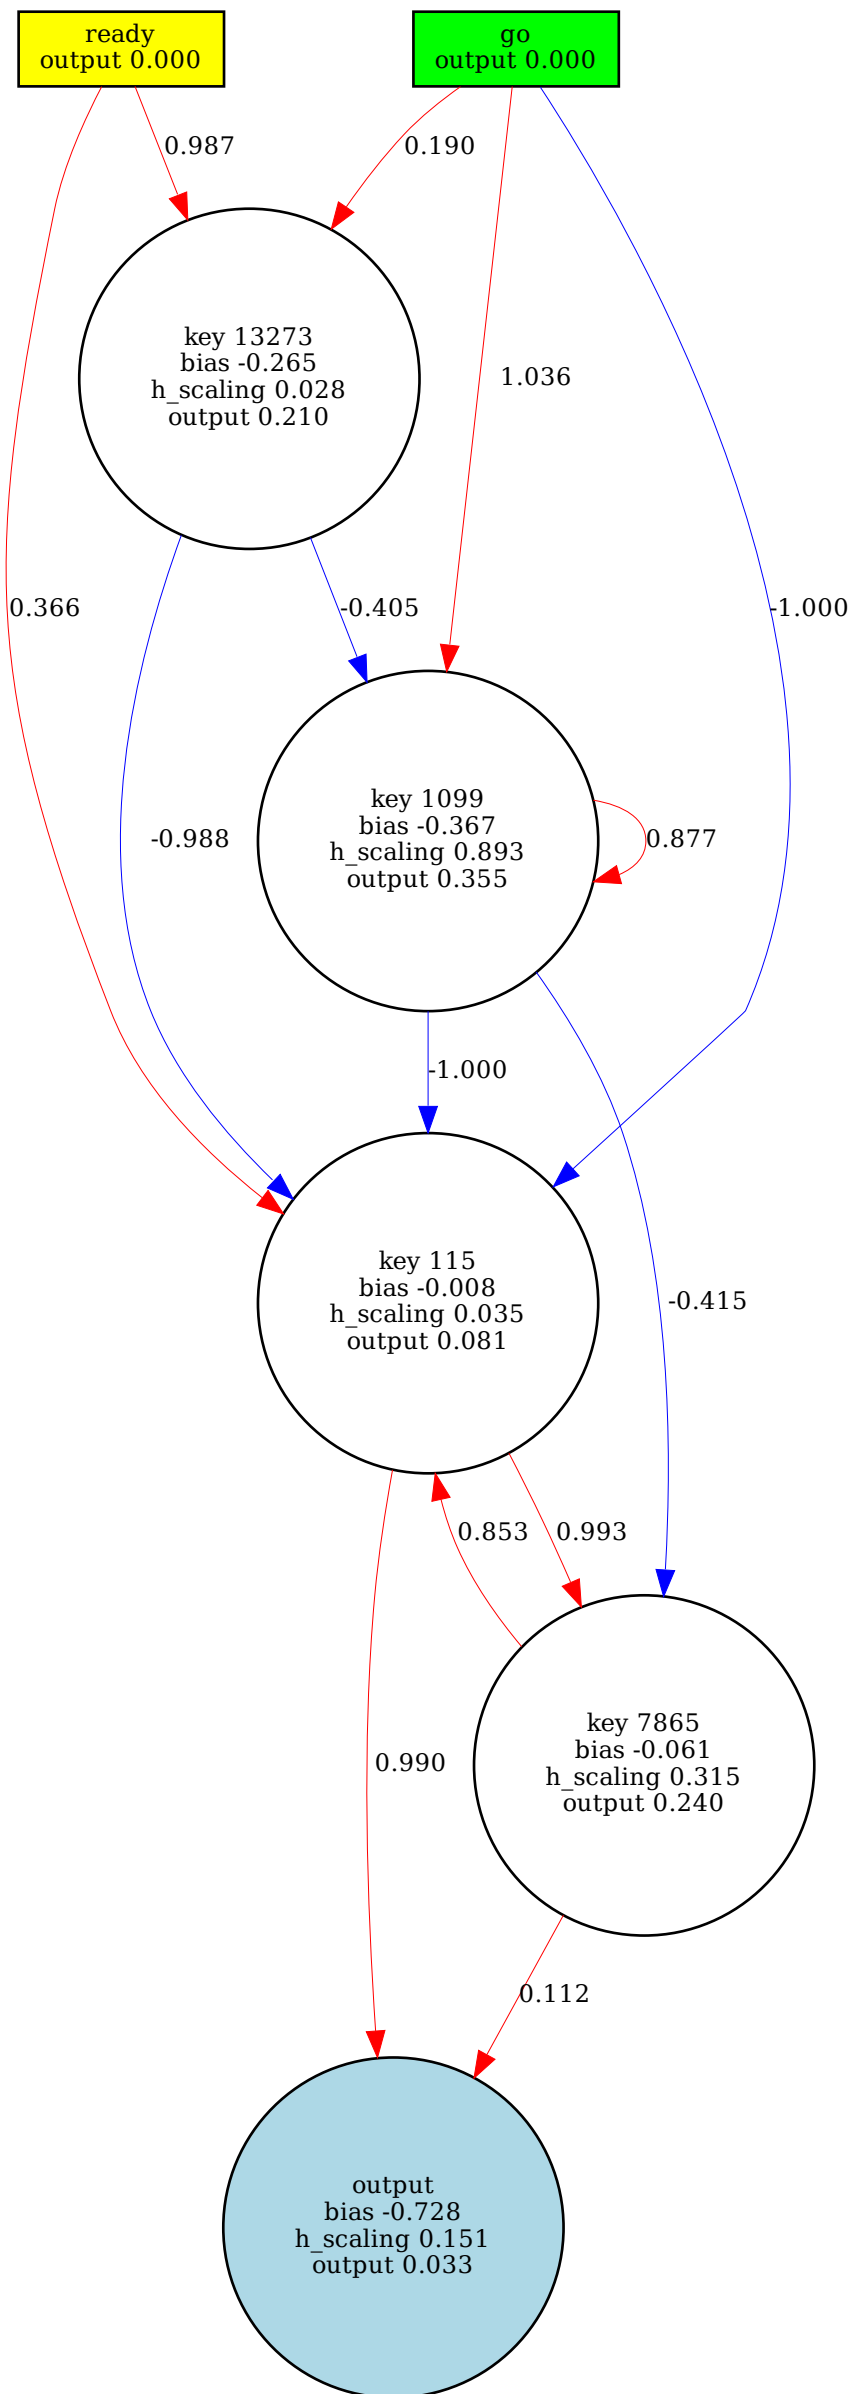 ready
output 0.000
go
output 0.000
0.987
0.190
key 13273
bias -0.265
h_scaling 0.028
output 0.210
1.036
0.366
-0.405
-1.000
key 1099
bias -0.367
h_scaling 0.893
output 0.355
-0.988
0.877
-1.000
key 115
bias -0.008
h_scaling 0.035
output 0.081
-0.415
0.853
0.993
key 7865
bias -0.061
h_scaling 0.315
output 0.240
0.990
0.112
output
bias -0.728
h_scaling 0.151
output 0.033